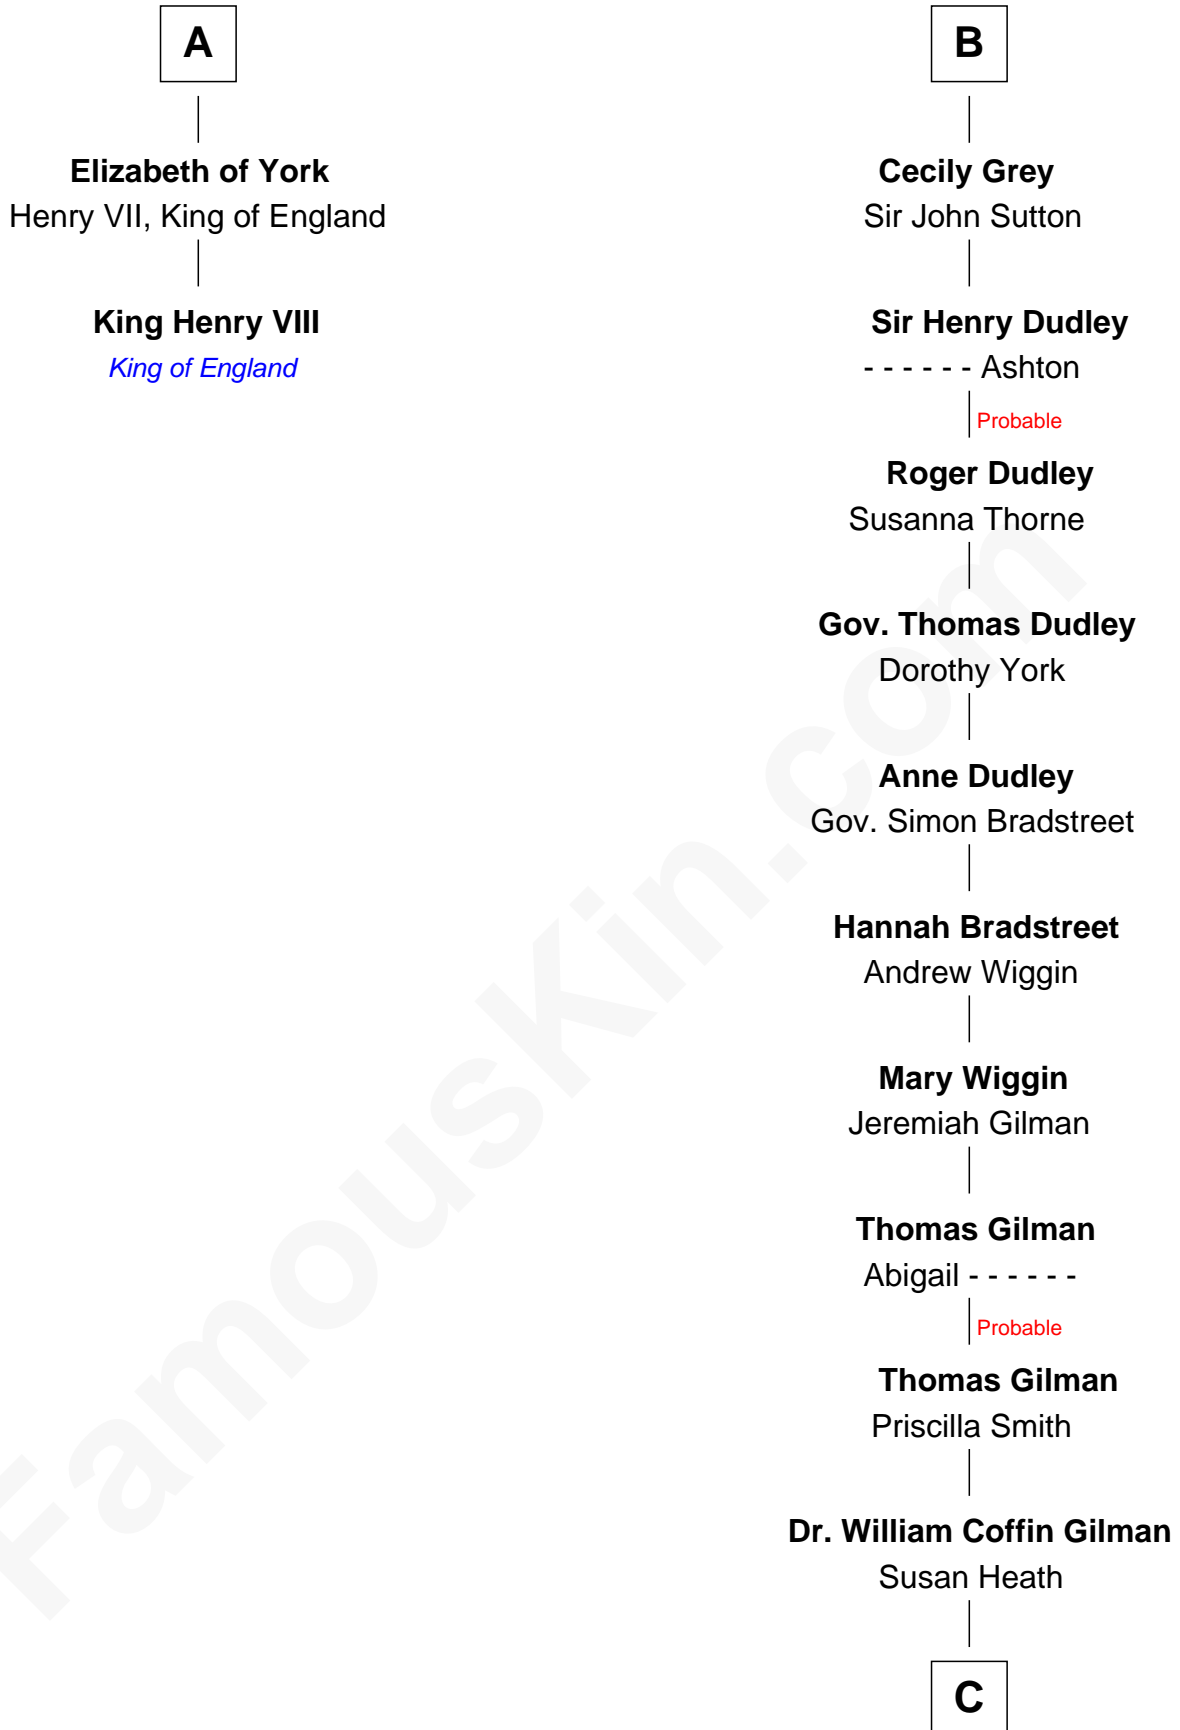 A
Elizabeth of York
Henry VII, King of England
King Henry VIII
King of England
B
Cecily Grey
Sir John Sutton
Sir Henry Dudley
- - - - - - Ashton
Probable
Roger Dudley
Susanna Thorne
Gov. Thomas Dudley
Dorothy York
Anne Dudley
Gov. Simon Bradstreet
Hannah Bradstreet
Andrew Wiggin
Mary Wiggin
Jeremiah Gilman
Thomas Gilman
Abigail - - - - - -
Probable
Thomas Gilman
Priscilla Smith
Dr. William Coffin Gilman
Susan Heath
C
FamousKin.com